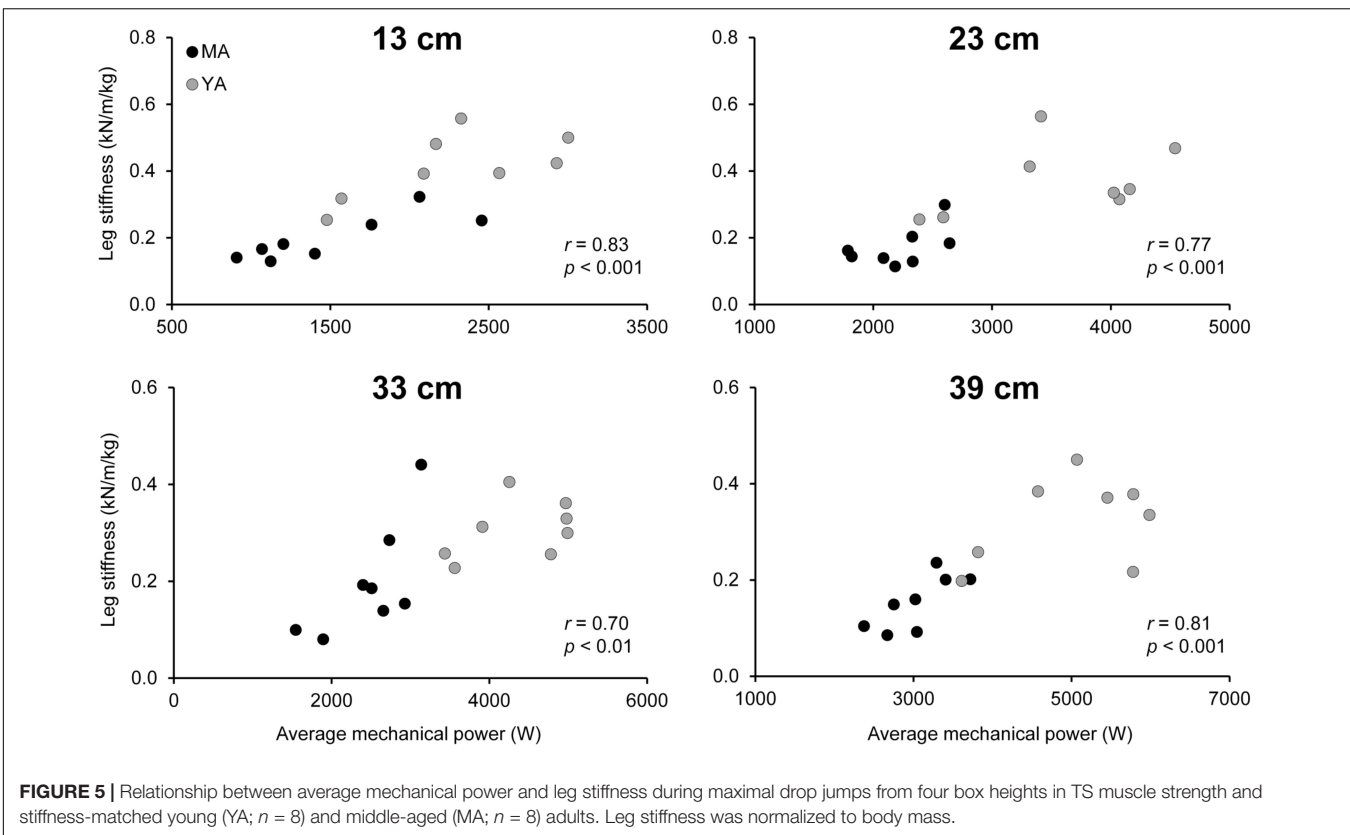 13 cm
Leg stiffness (kN/m/kg)
0.8
0.6
0.4
0.2
0.0
MA
YA
r = 0.83
p < 0.001
500
1500
2500
3500
23 cm
0.8
0.6
0.4
0.2
0.0
r = 0.77
p < 0.001
1000
2000
3000
4000
5000
33 cm
Leg stiffness (kN/m/kg)
0.6
0.4
0.2
0.0
r = 0.70
p < 0.01
0
2000
4000
6000
Average mechanical power (W)
39 cm
0.6
0.4
0.2
0.0
r = 0.81
p < 0.001
1000
3000
5000
7000
Average mechanical power (W)
FIGURE 5 | Relationship between average mechanical power and leg stiffness during maximal drop jumps from four box heights in TS muscle strength and
stiffness-matched young (YA; n = 8) and middle-aged (MA; n = 8) adults. Leg stiffness was normalized to body mass.